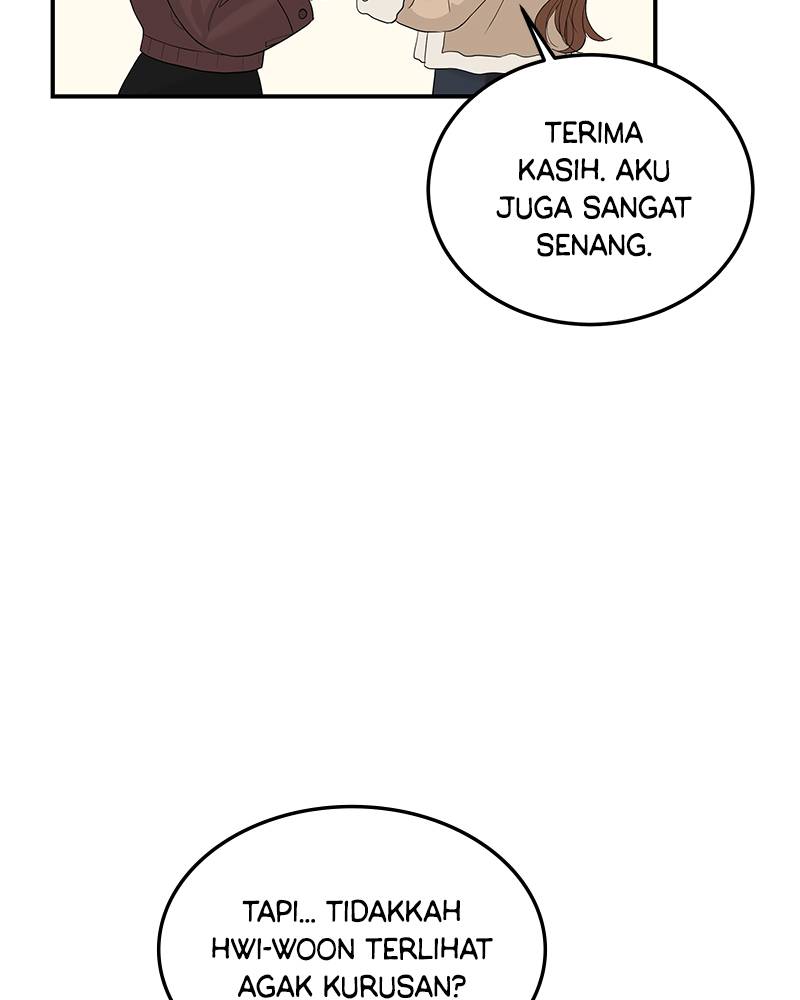 TERIMA
KASIH. AKU
JUGA SANGAT
SENANG.
TAPI... TIDAKKAH
HWI-WOON TERLIHAT
AGAK KURUSAN?